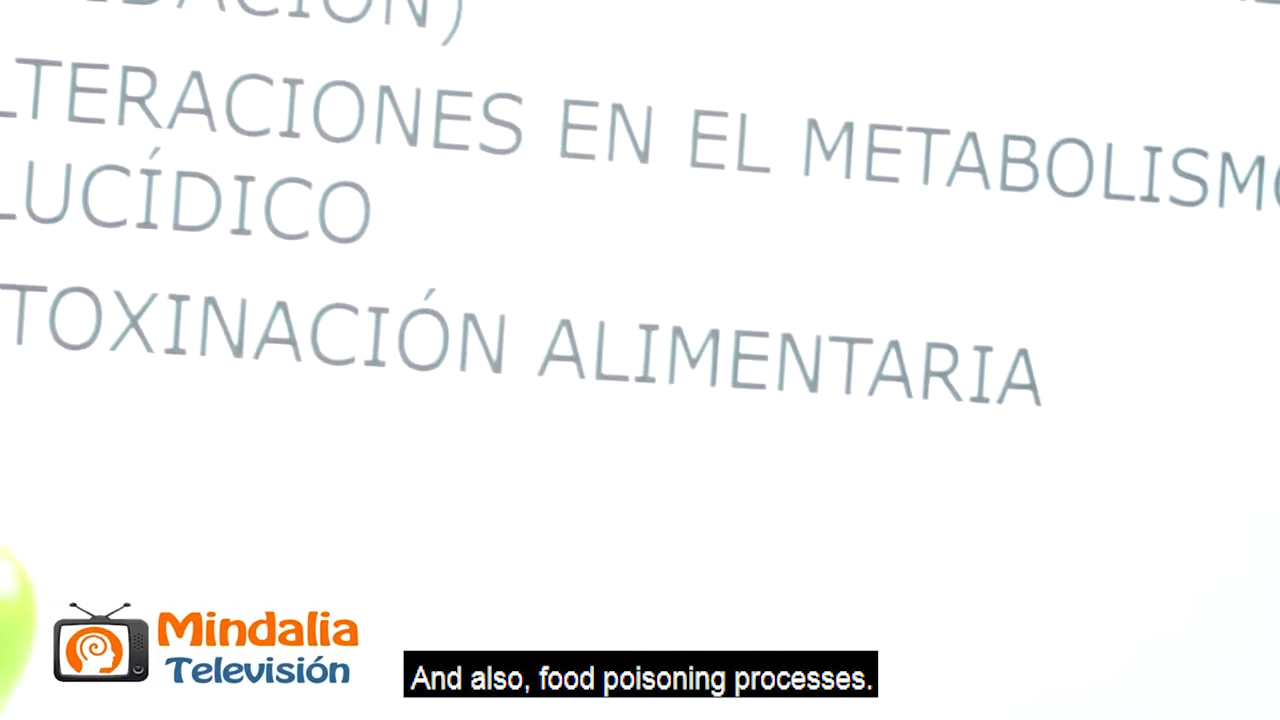 LTERACIONES EN EL METABOLISMO
LUCÍDICO
TOXINACIÓN ALIMENTARIA
Mindalia
Televisión
And also, food poisoning processes.